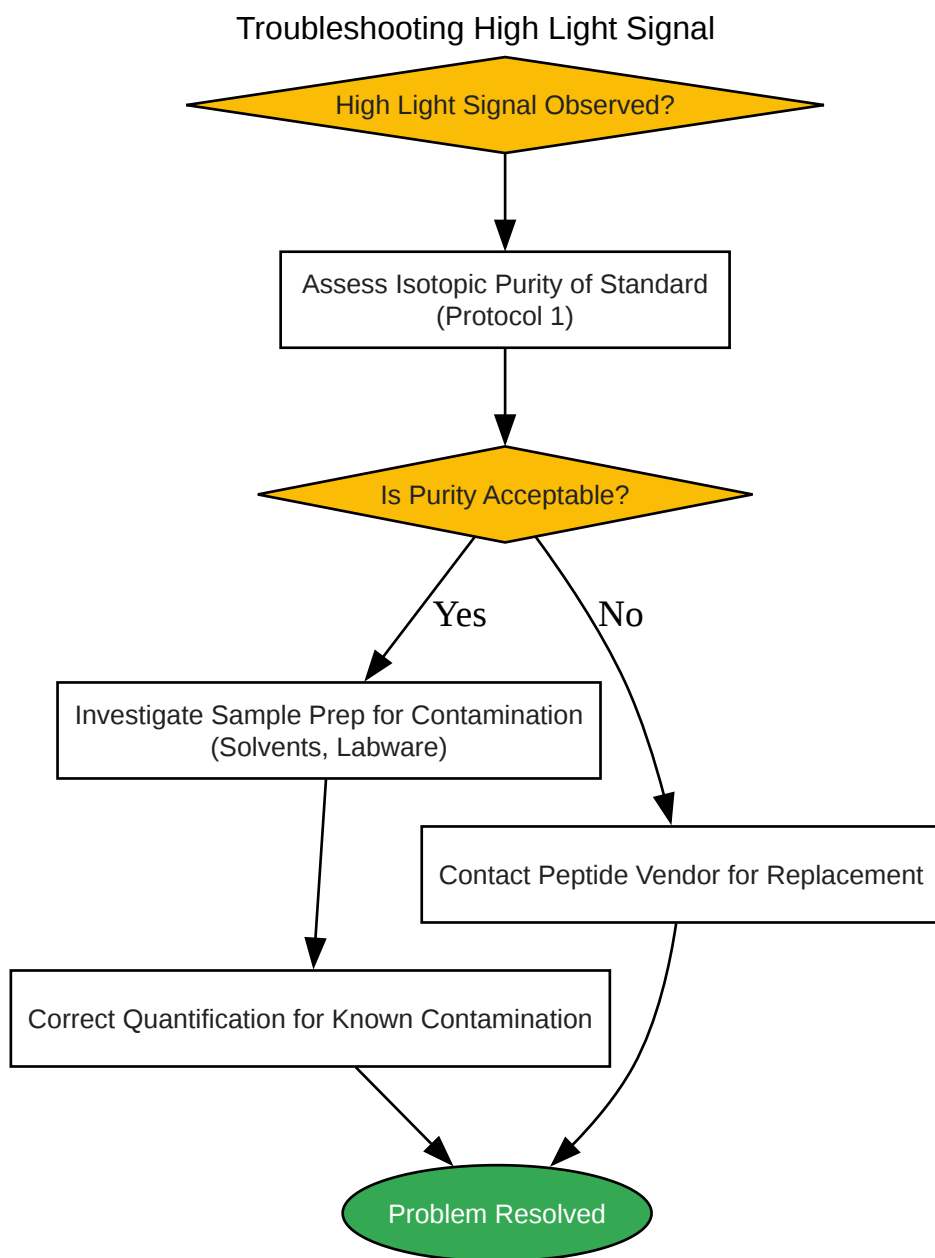 Troubleshooting High Light Signal
High Light Signal Observed?
Assess Isotopic Purity of Standard
(Protocol 1)
Is Purity Acceptable?
Yes
No
Investigate Sample Prep for Contamination
(Solvents, Labware)
Contact Peptide Vendor for Replacement
Correct Quantification for Known Contamination
Problem Resolved